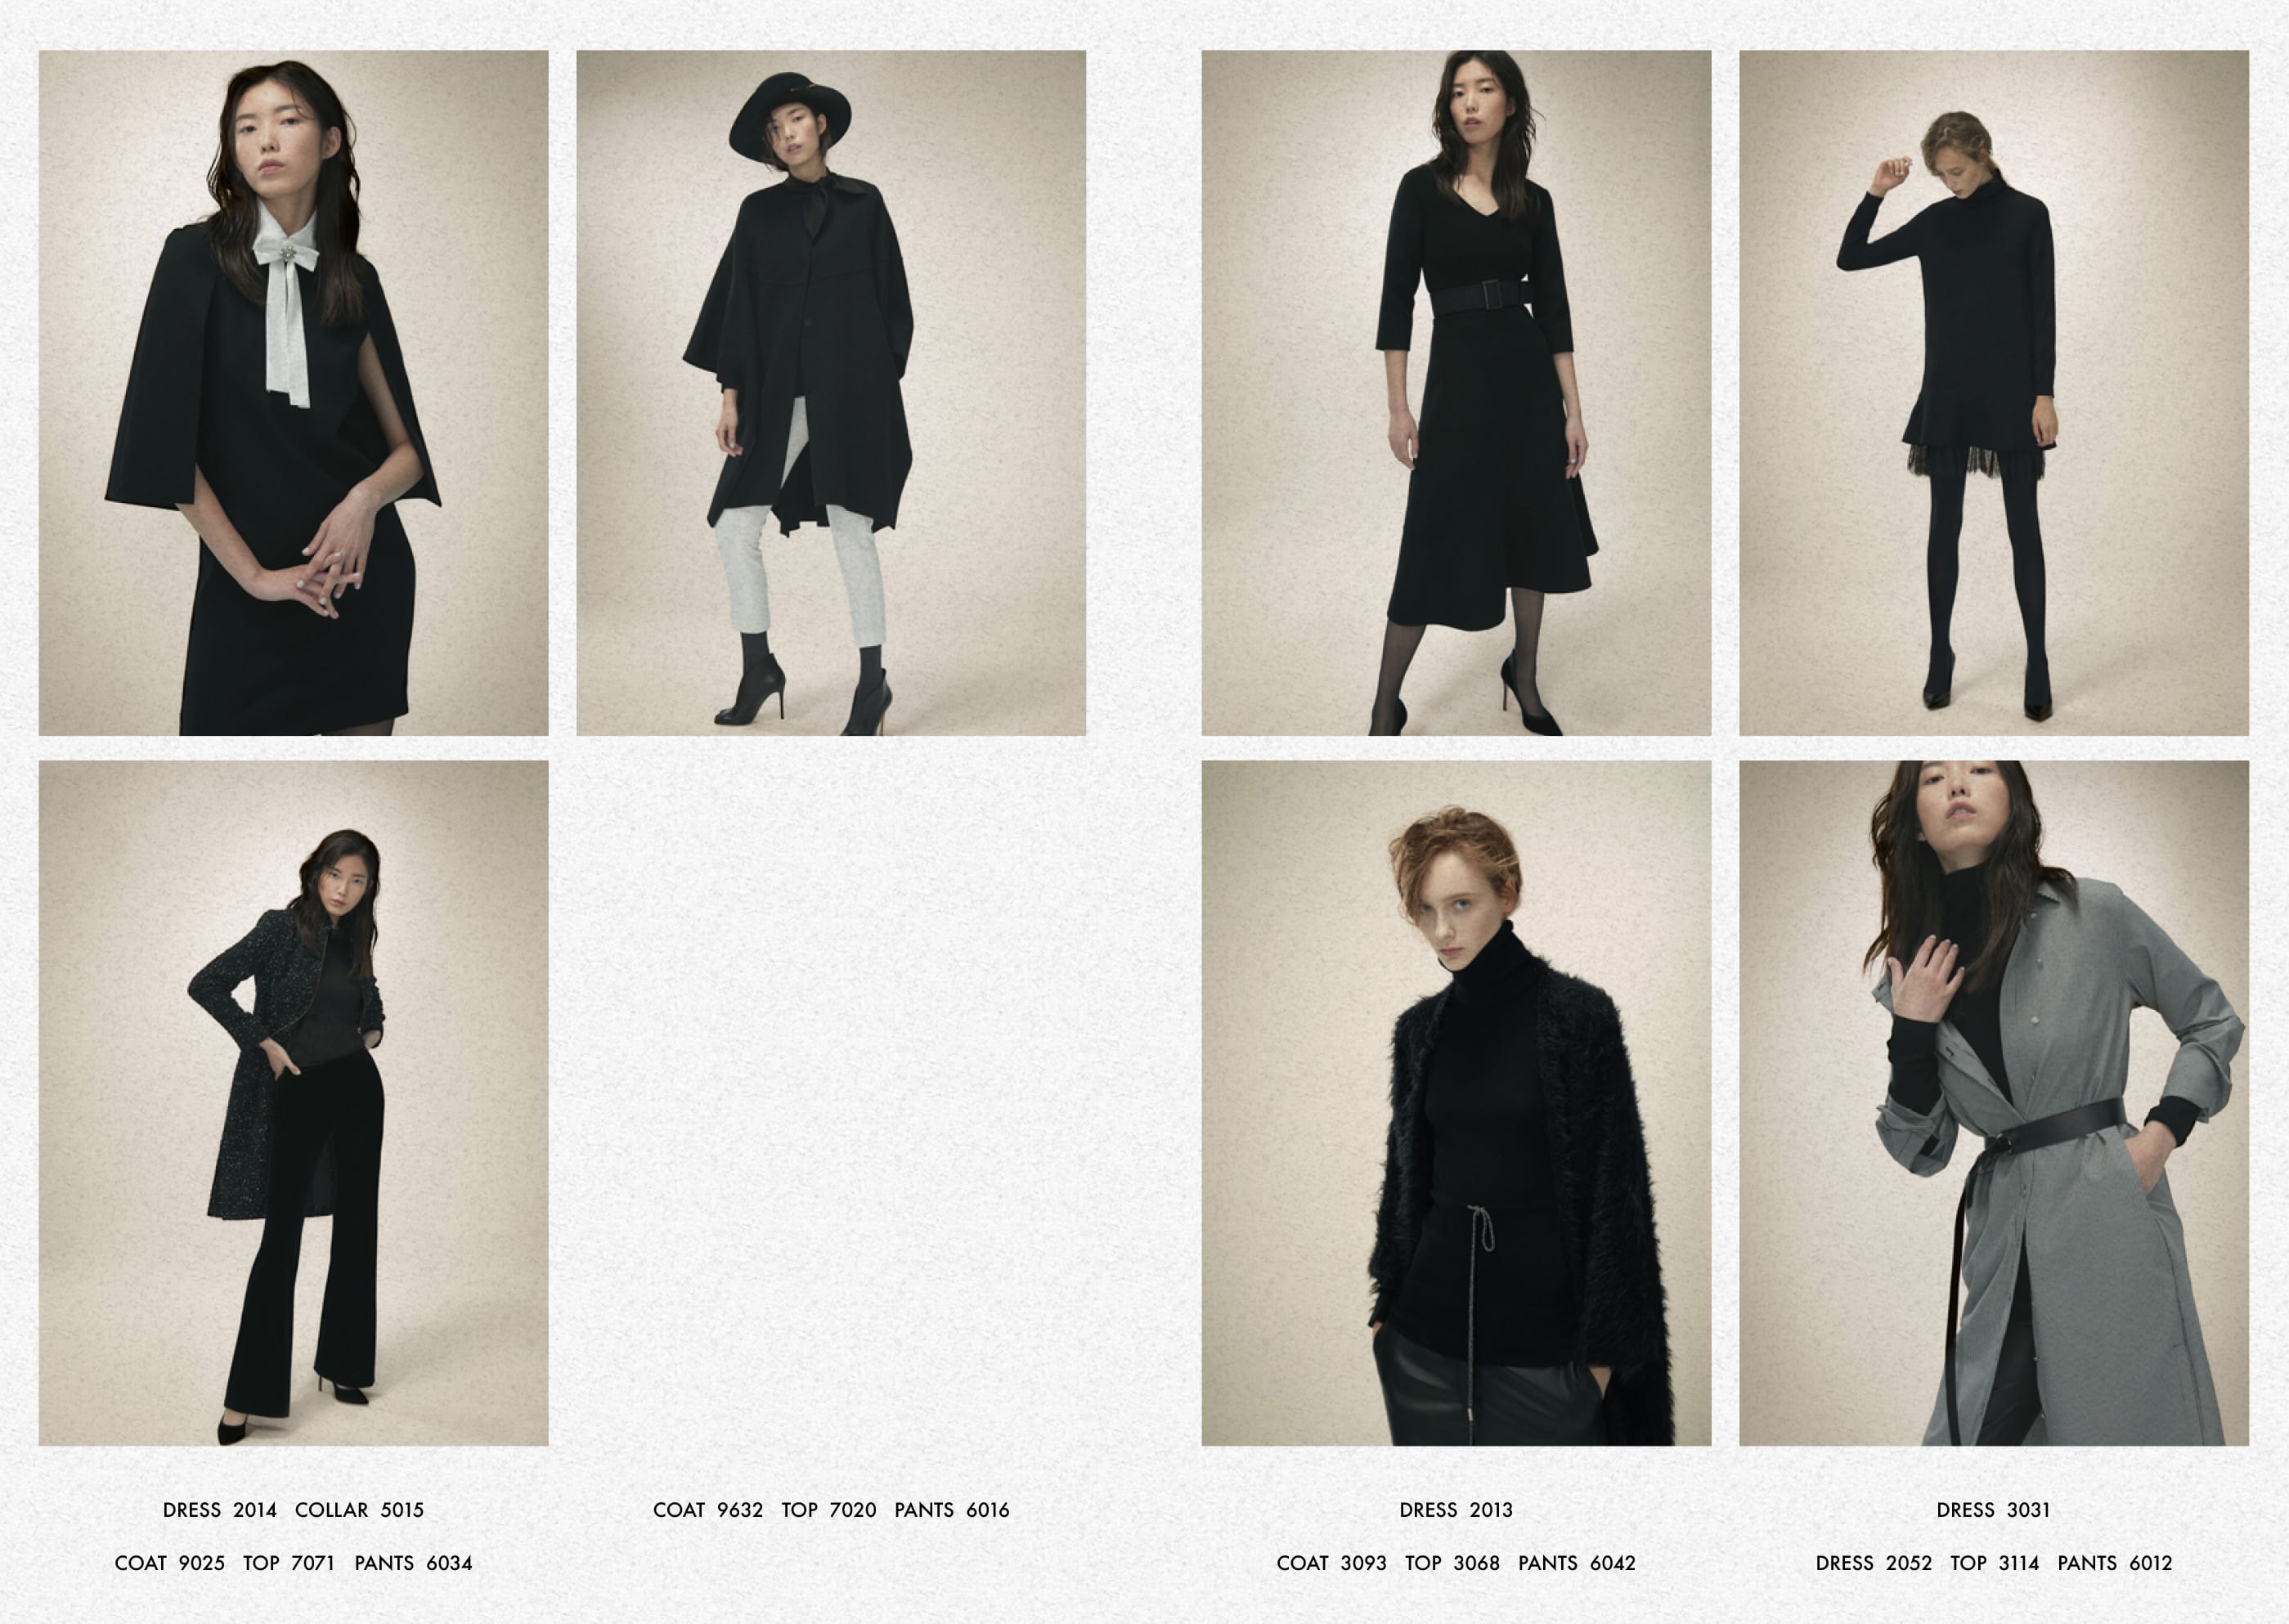 DRESS 2014 COLLAR 5015
COAT 9632 TOP 7020 PANTS 6016
DRESS 2013
DRESS 3031
COAT 9025 TOP 7071 PANTS 6034
COAT 3093 TOP 3068 PANTS 6042
DRESS 2052 TOP 3114 PANTS 6012